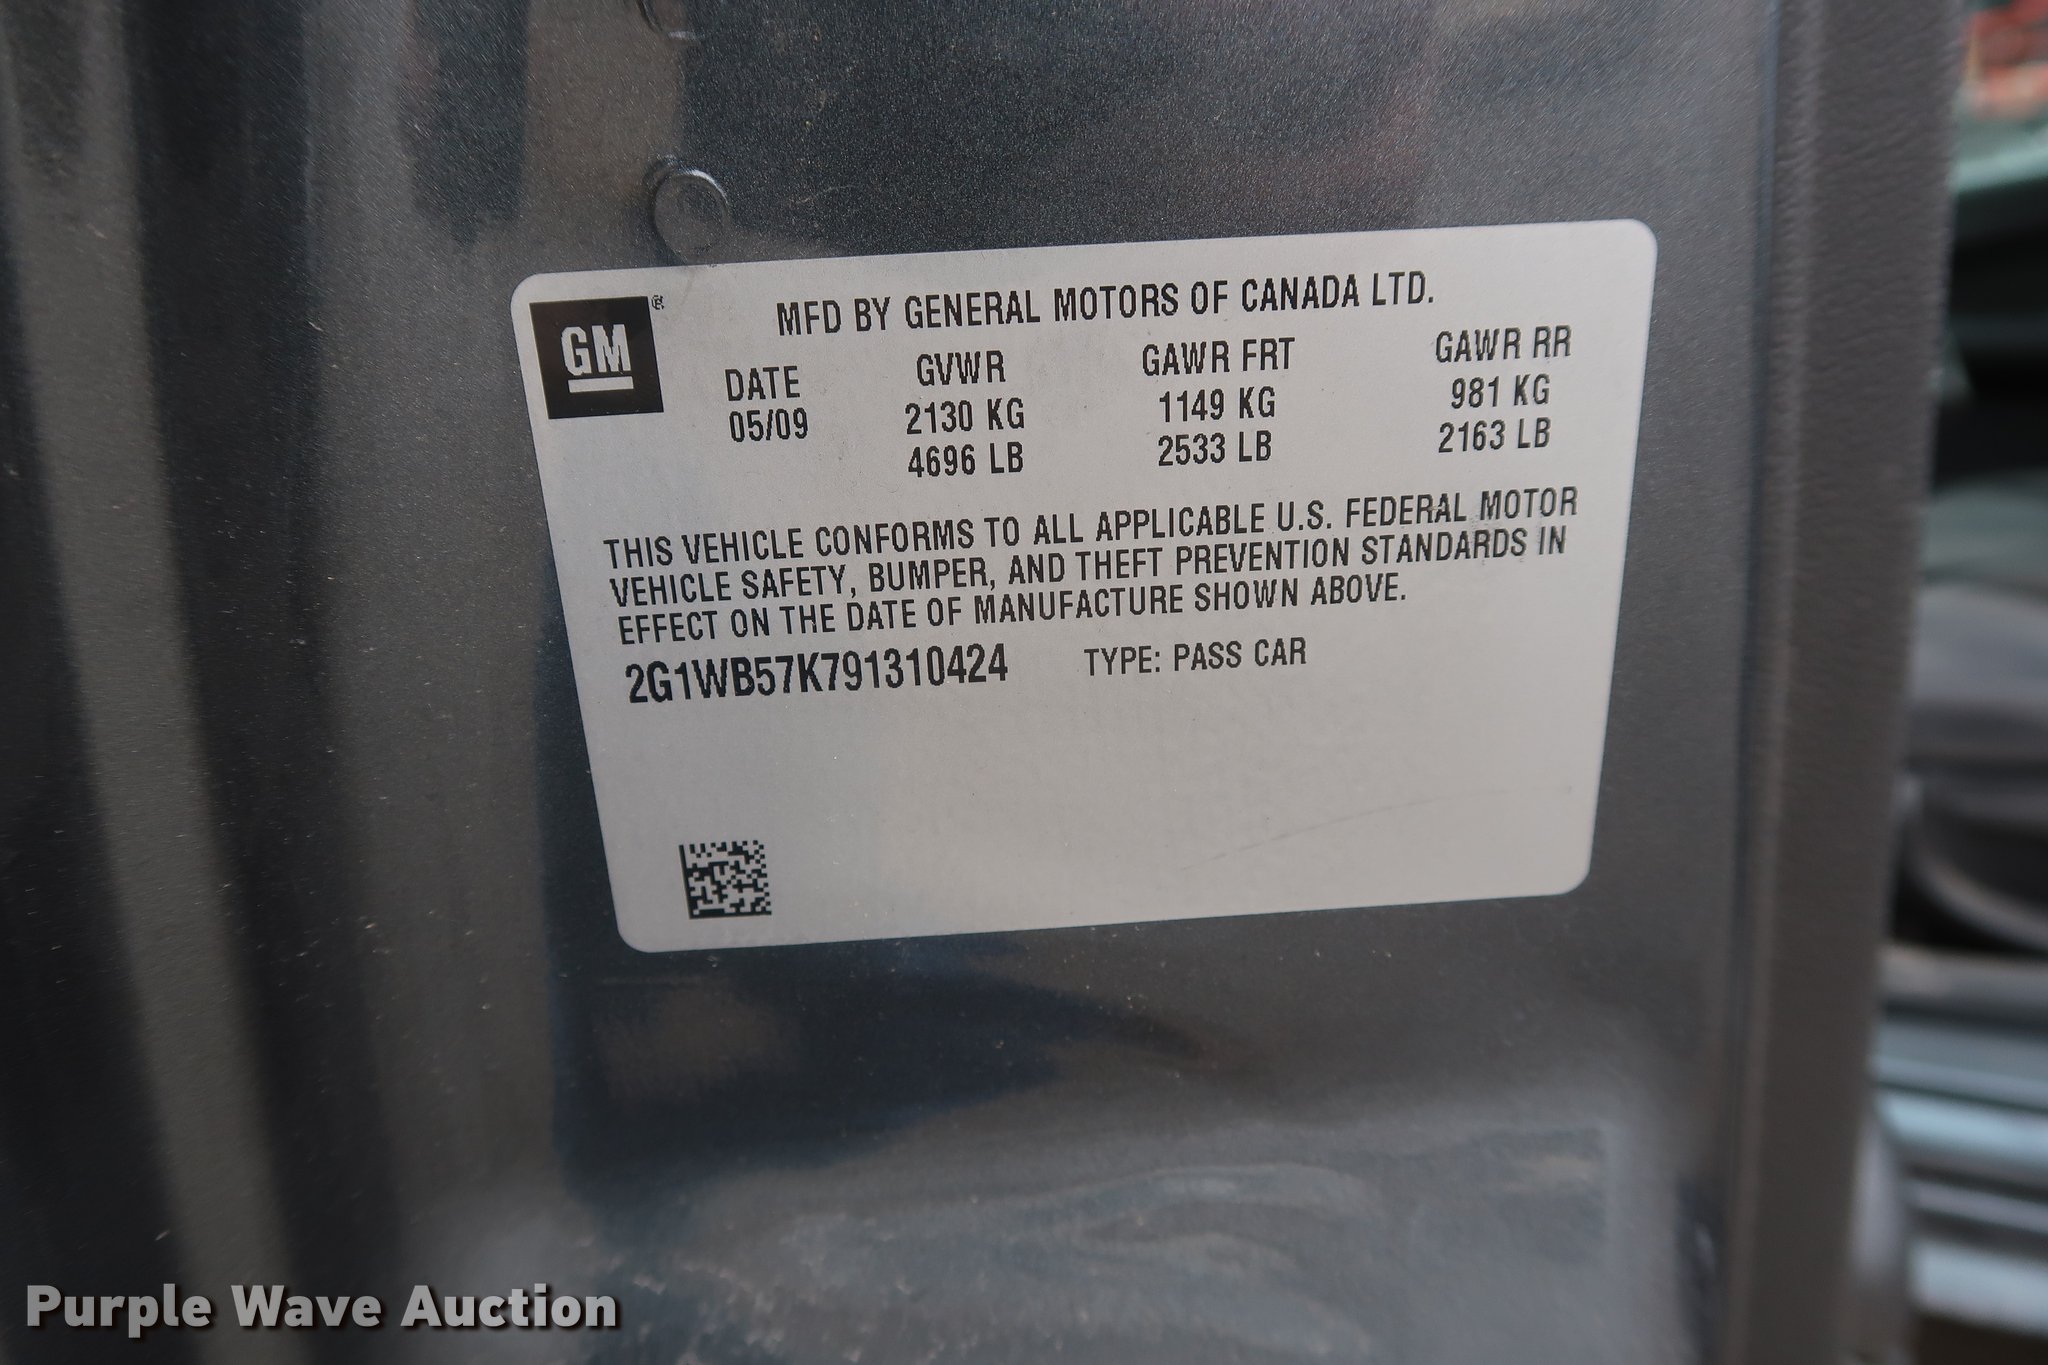 GM ®
MFD BY GENERAL MOTORS OF CANADA LTD.
DATE GVWR GAWR FRT GAWR RR
05/09 2130 KG 1149 KG 981 KG
4696 LB 2533 LB 2163 LB
THIS VEHICLE CONFORMS TO ALL APPLICABLE U.S. FEDERAL MOTOR
VEHICLE SAFETY, BUMPER, AND THEFT PREVENTION STANDARDS IN
EFFECT ON THE DATE OF MANUFACTURE SHOWN ABOVE.
2G1WB57K791310424 TYPE: PASS CAR
Purple Wave Auction